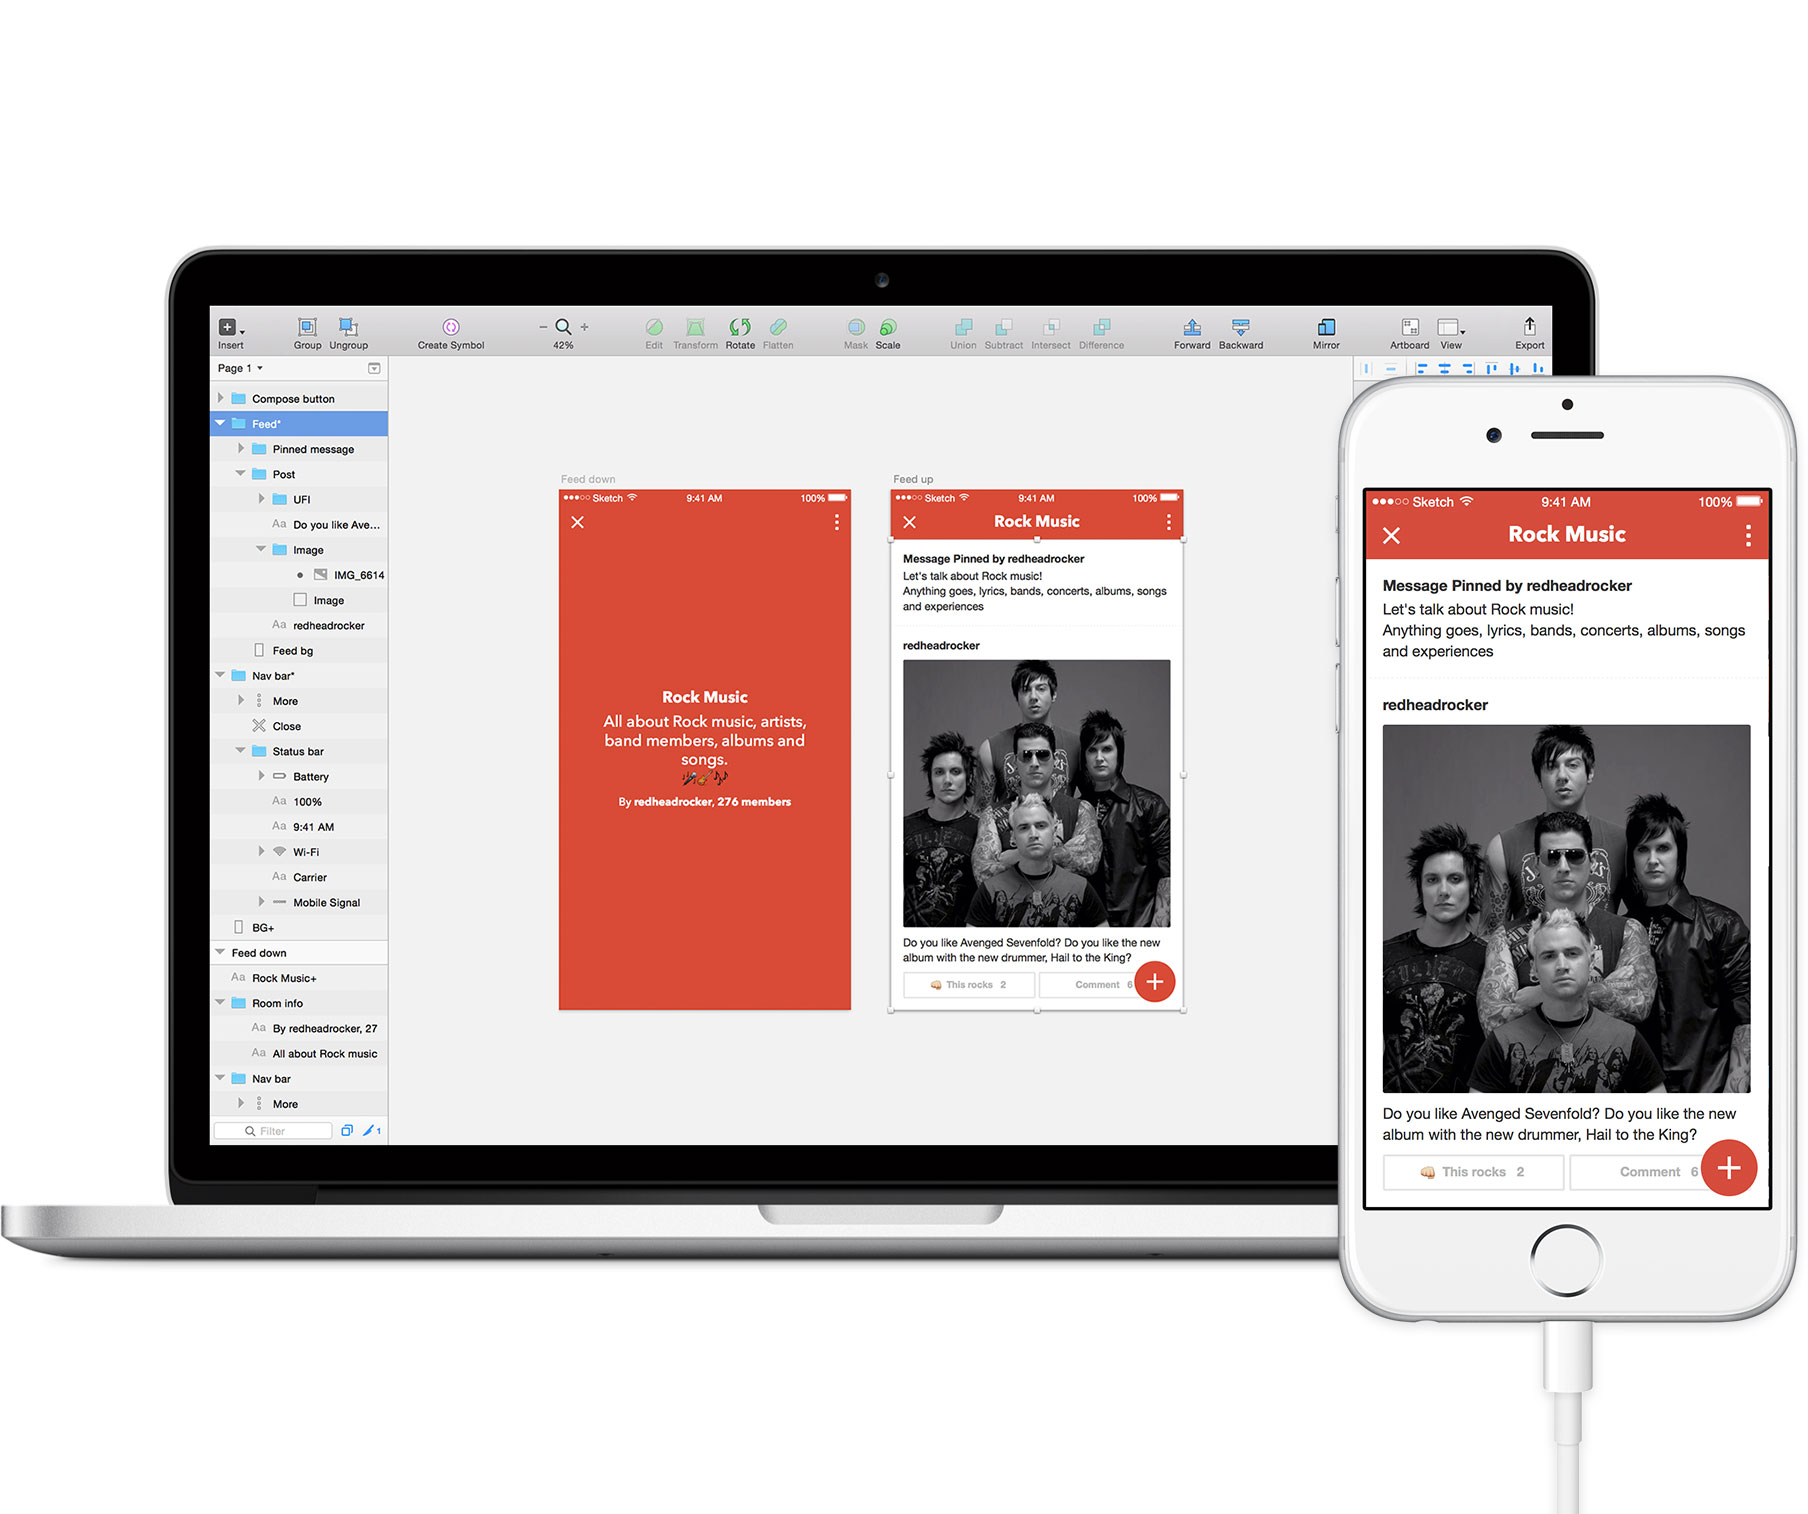 Insert
Group
Ungroup
Create Symbol
42%
Edit
Transform
Rotate
Flatten
Mask
Scale
Union
Subtract
Intersect
Difference
Forward
Backward
Mirror
Artboard
View
Export
Page 1
Compose button
Feed*
Pinned message
Post
UFI
Aa Do you like Ave...
Image
IMG_6614
Image
Aa redheadrocker
Feed bg
Nav bar*
More
Close
Status bar
Battery
Aa 100%
Aa 9:41 AM
Wi-Fi
Aa Carrier
Mobile Signal
BG+
Feed down
Aa Rock Music+
Room info
Aa By redheadrocker, 27
Aa All about Rock music
Nav bar
More
Filter
1
Feed down
Sketch 9:41 AM 100%
Rock Music
All about Rock music, artists,
band members, albums and
songs.
By redheadrocker, 276 members
Feed up
Sketch 9:41 AM 100%
Rock Music
Message Pinned by redheadrocker
Let's talk about Rock music!
Anything goes, lyrics, bands, concerts, albums, songs
and experiences
redheadrocker
Do you like Avenged Sevenfold? Do you like the new
album with the new drummer, Hail to the King?
This rocks 2
Comment 6
Sketch 9:41 AM 100%
Rock Music
Message Pinned by redheadrocker
Let's talk about Rock music!
Anything goes, lyrics, bands, concerts, albums, songs
and experiences
redheadrocker
Do you like Avenged Sevenfold? Do you like the new
album with the new drummer, Hail to the King?
This rocks 2
Comment 6